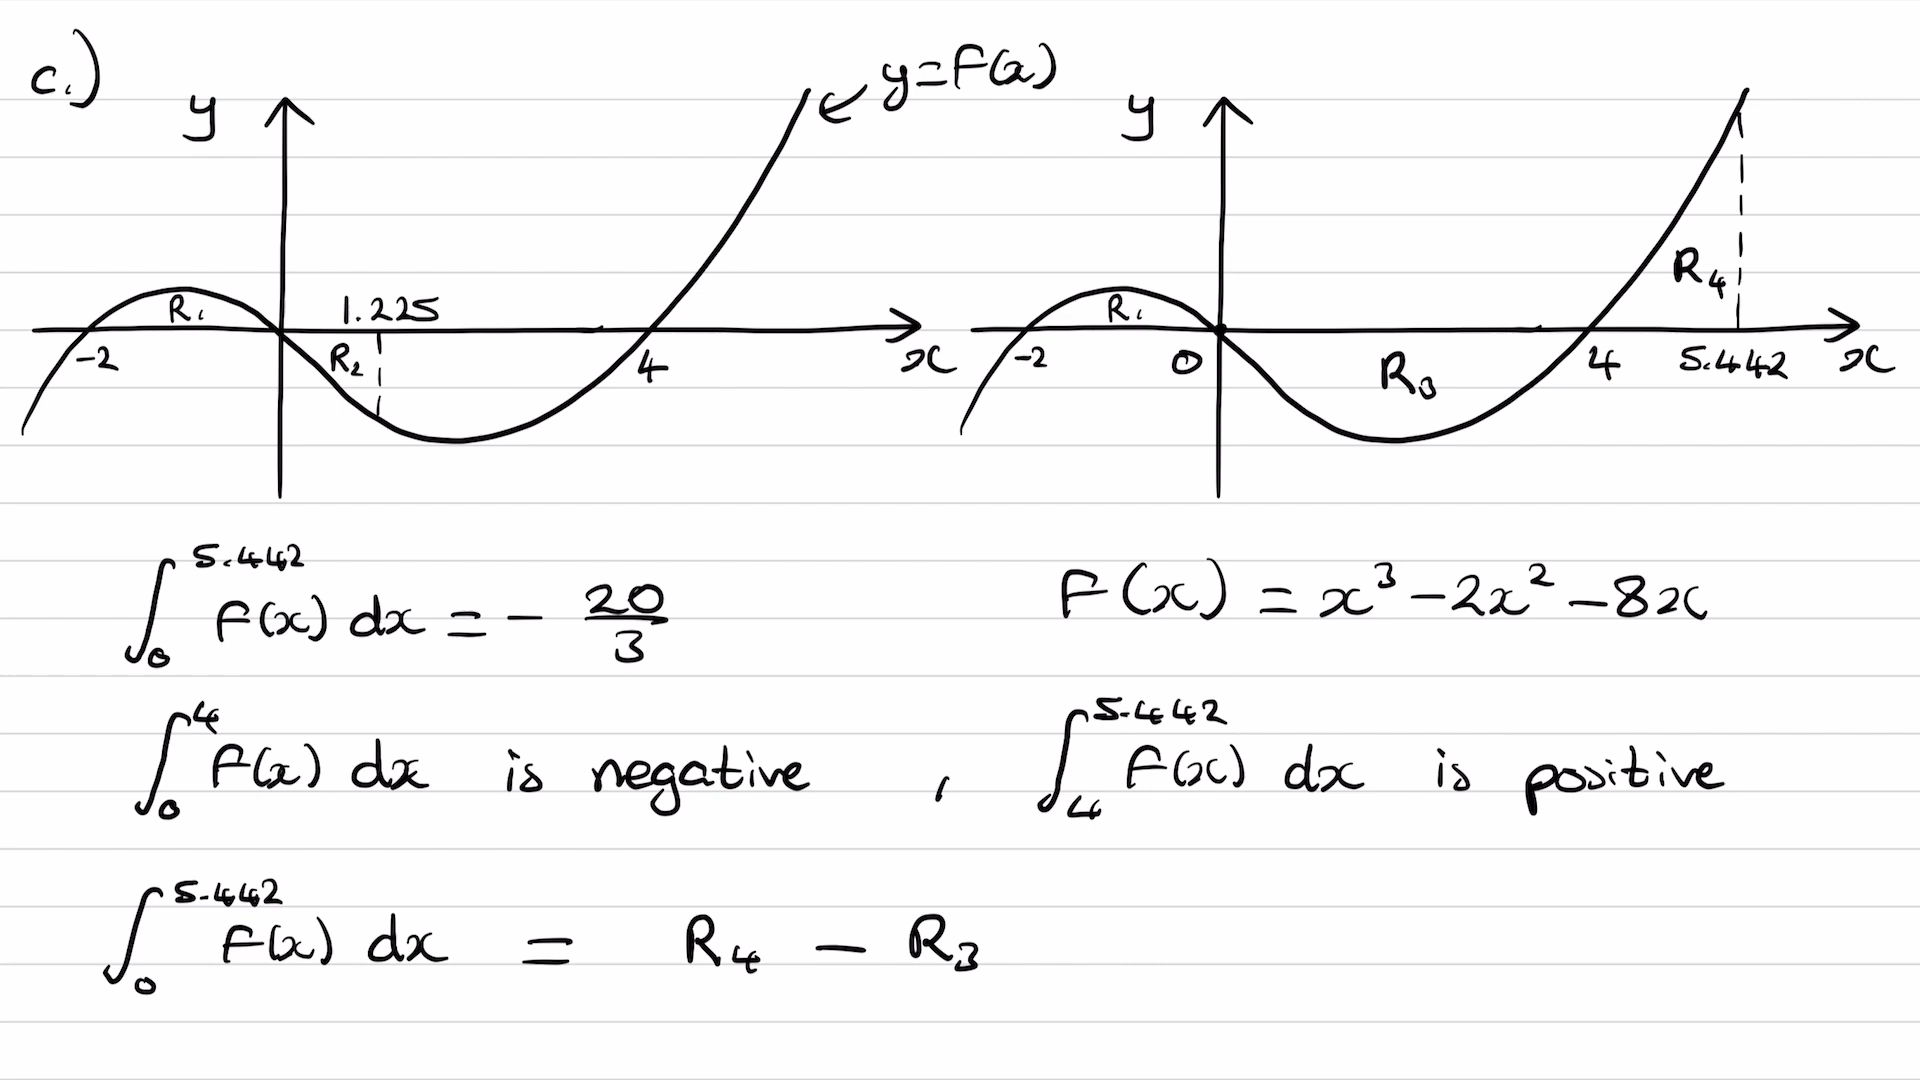 c.)
y
y=f(x)
R₁
1.225
-2
R₂
4
x
y
R₁
R₄
-2
0
R₃
4
5.442
x
∫₀^5.442 f(x) dx = - 20/3
f(x) = x³ - 2x² - 8x
∫₀^4 f(x) dx is negative , ∫₄^5.442 f(x) dx is positive
∫₀^5.442 f(x) dx = R₄ - R₃